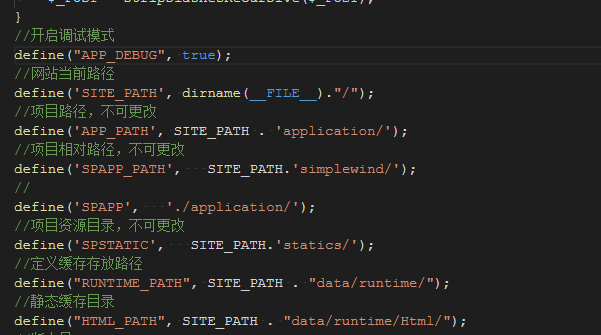 }
//开启调试模式
define("APP_DEBUG", true);
//网站当前路径
define('SITE_PATH', dirname(__FILE__)."/");
//项目路径，不可更改
define('APP_PATH', SITE_PATH . 'application/');
//项目相对路径，不可更改
define('SPAPP_PATH',   SITE_PATH.'simplewind/');
//
define('SPAPP',   './application/');
//项目资源目录，不可更改
define('SPSTATIC',   SITE_PATH.'statics/');
//定义缓存存放路径
define("RUNTIME_PATH", SITE_PATH . "data/runtime/");
//静态缓存目录
define("HTML_PATH", SITE_PATH . "data/runtime/Html/");